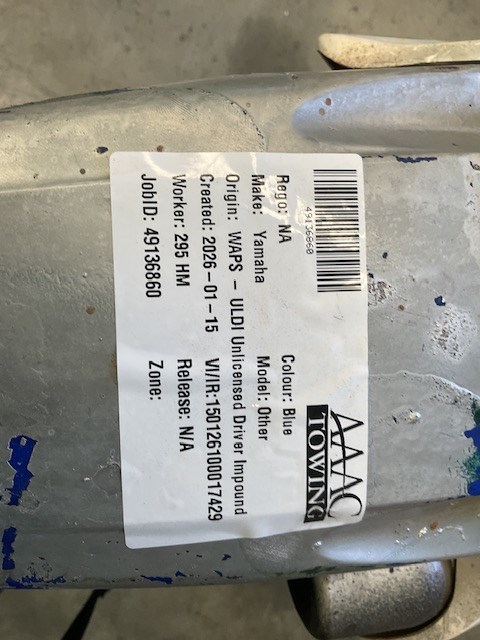 49136860
AAAC
TOWING
Rego: NA Colour: Blue
Make: Yamaha Model: Other
Origin: WAPS - ULDI Unlicensed Driver Impound
Created: 2026-01-15 VI/R:150126100017429
Worker: 295 HM Release: N/A
JobID: 49136860 Zone: